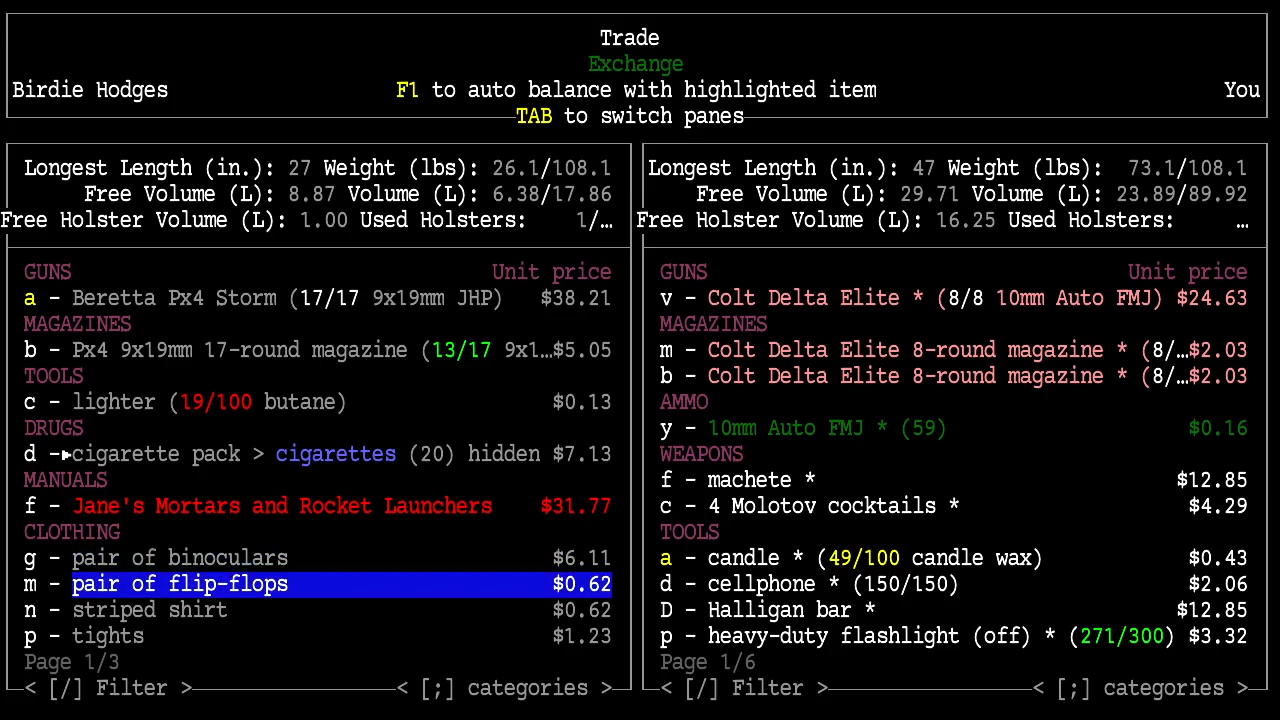 Trade
Exchange
Birdie Hodges F1 to auto balance with highlighted item You
TAB to switch panes
Longest Length (in.): 27 Weight (lbs): 26.1/108.1
Free Volume (L): 8.87 Volume (L): 6.38/17.86
Free Holster Volume (L): 1.00 Used Holsters: 1/…
GUNS Unit price
a - Beretta Px4 Storm (17/17 9x19mm JHP) $38.21
MAGAZINES
b - Px4 9x19mm 17-round magazine (13/17 9x1…$5.05
TOOLS
c - lighter (19/100 butane) $0.13
DRUGS
d -▸cigarette pack > cigarettes (20) hidden $7.13
MANUALS
f - Jane's Mortars and Rocket Launchers $31.77
CLOTHING
g - pair of binoculars $6.11
m - pair of flip-flops $0.62
n - striped shirt $0.62
p - tights $1.23
Page 1/3
< [/] Filter > < [;] categories >
Longest Length (in.): 47 Weight (lbs): 73.1/108.1
Free Volume (L): 29.71 Volume (L): 23.89/89.92
Free Holster Volume (L): 16.25 Used Holsters: …
GUNS Unit price
v - Colt Delta Elite * (8/8 10mm Auto FMJ) $24.63
MAGAZINES
m - Colt Delta Elite 8-round magazine * (8/…$2.03
b - Colt Delta Elite 8-round magazine * (8/…$2.03
AMMO
y - 10mm Auto FMJ * (59) $0.16
WEAPONS
f - machete * $12.85
c - 4 Molotov cocktails * $4.29
TOOLS
a - candle * (49/100 candle wax) $0.43
d - cellphone * (150/150) $2.06
D - Halligan bar * $12.85
p - heavy-duty flashlight (off) * (271/300) $3.32
Page 1/6
< [/] Filter > < [;] categories >